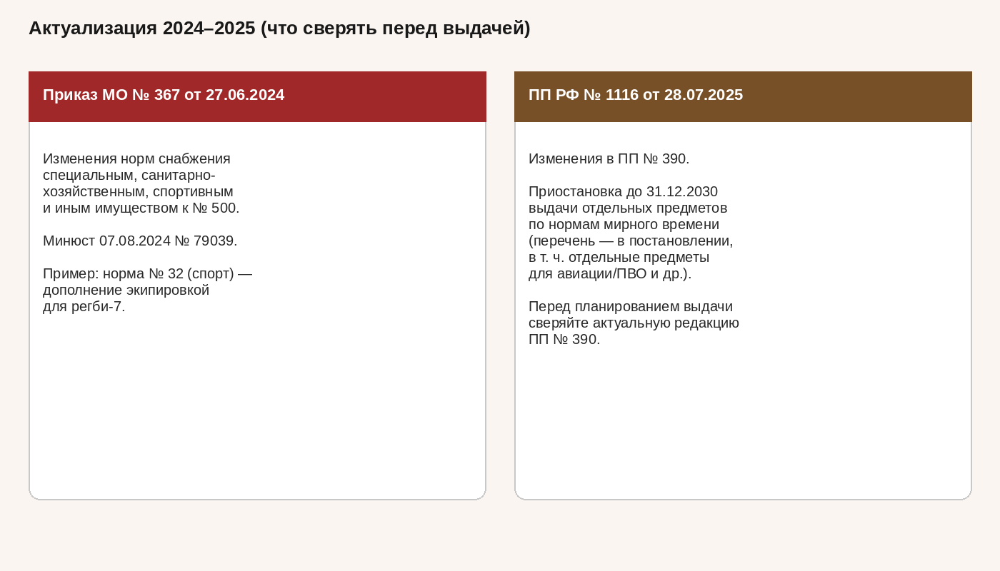 Актуализация 2024–2025 (что сверять перед выдачей)
Приказ МО № 367 от 27.06.2024
Изменения норм снабжения
специальным, санитарно-
хозяйственным, спортивным
и иным имуществом к № 500.
Минюст 07.08.2024 № 79039.
Пример: норма № 32 (спорт) —
дополнение экипировкой
для регби-7.
ПП РФ № 1116 от 28.07.2025
Изменения в ПП № 390.
Приостановка до 31.12.2030
выдачи отдельных предметов
по нормам мирного времени
(перечень — в постановлении,
в т. ч. отдельные предметы
для авиации/ПВО и др.).
Перед планированием выдачи
сверяйте актуальную редакцию
ПП № 390.